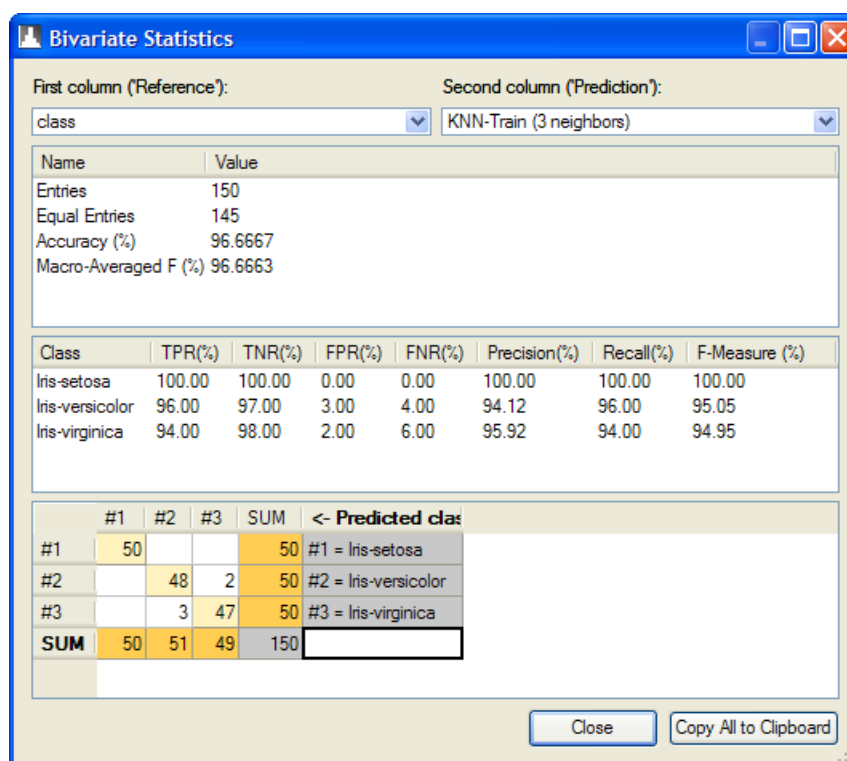 Bivariate Statistics
First column ('Reference'): Second column ('Prediction'):
class KNN-Train (3 neighbors)
Name Value
Entries 150
Equal Entries 145
Accuracy (%) 96.6667
Macro-Averaged F (%) 96.6663
Class TPR(%) TNR(%) FPR(%) FNR(%) Precision(%) Recall(%) F-Measure (%)
Iris-setosa 100.00 100.00 0.00 0.00 100.00 100.00 100.00
Iris-versicolor 96.00 97.00 3.00 4.00 94.12 96.00 95.05
Iris-virginica 94.00 98.00 2.00 6.00 95.92 94.00 94.95
#1 #2 #3 SUM <- Predicted clas
#1 50 50 #1 = Iris-setosa
#2 48 2 50 #2 = Iris-versicolor
#3 3 47 50 #3 = Iris-virginica
SUM 50 51 49 150
Close Copy All to Clipboard